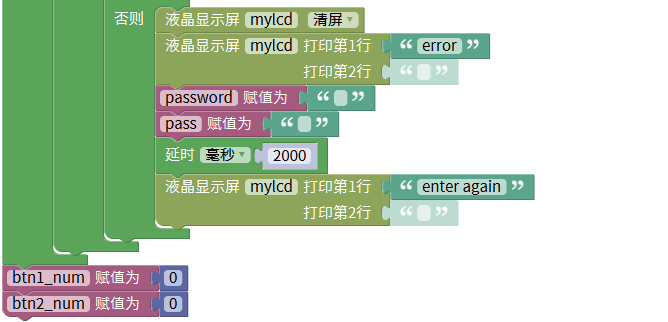 否则 液晶显示屏 mylcd 清屏
液晶显示屏 mylcd 打印第1行 “ error ”
打印第2行 “ ”
password 赋值为 “ ”
pass 赋值为 “ ”
延时 毫秒 2000
液晶显示屏 mylcd 打印第1行 “ enter again ”
打印第2行 “ ”
btn1_num 赋值为 0
btn2_num 赋值为 0